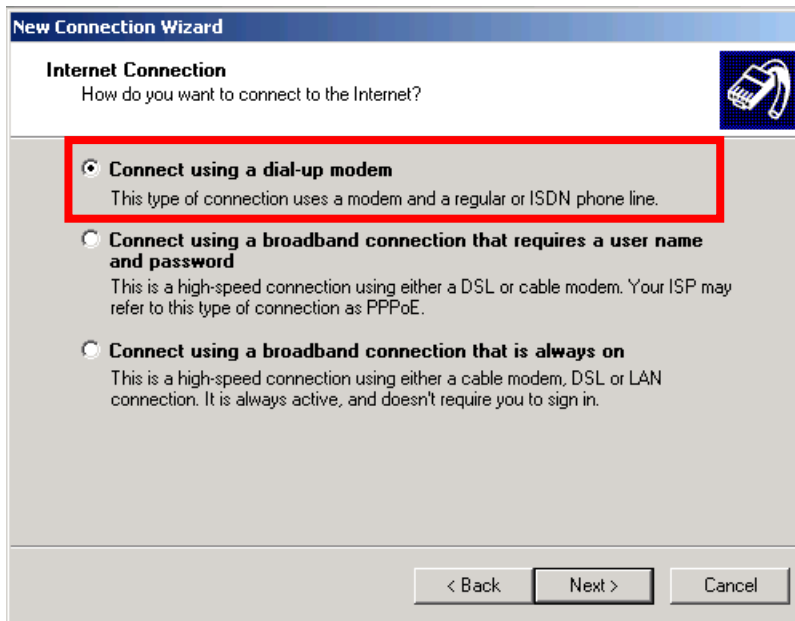 New Connection Wizard
Internet Connection
How do you want to connect to the Internet?
Connect using a dial-up modem
This type of connection uses a modem and a regular or ISDN phone line.
Connect using a broadband connection that requires a user name
and password
This is a high-speed connection using either a DSL or cable modem. Your ISP may
refer to this type of connection as PPPoE.
Connect using a broadband connection that is always on
This is a high-speed connection using either a cable modem, DSL or LAN
connection. It is always active, and doesn't require you to sign in.
< Back Next > Cancel